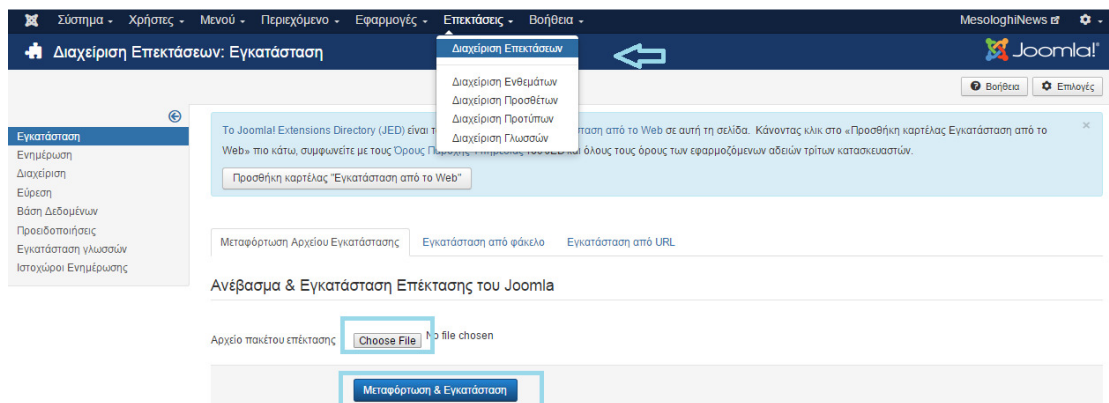 Σύστημα Χρήστες Μενού Περιεχόμενο Εφαρμογές Επεκτάσεις Βοήθεια MesologhiNews
Διαχείριση Επεκτάσεων: Εγκατάσταση
Joomla!
Διαχείριση Επεκτάσεων
Διαχείριση Ενθεμάτων
Διαχείριση Προσθέτων
Διαχείριση Προτύπων
Διαχείριση Γλωσσών
Βοήθεια Επιλογές
Εγκατάσταση
Ενημέρωση
Διαχείριση
Εύρεση
Βάση Δεδομένων
Προειδοποιήσεις
Εγκατάσταση γλωσσών
Ιστοχώροι Ενημέρωσης
Το Joomla! Extensions Directory (JED) είναι από το Web σε αυτή τη σελίδα. Κάνοντας κλικ στο «Προσθήκη καρτέλας Εγκατάσταση από το
Web» πιο κάτω, συμφωνείτε με τους Όρους του JED και όλους τους όρους των εφαρμοζόμενων αδειών τρίτων κατασκευαστών.
×
Προσθήκη καρτέλας "Εγκατάσταση από το Web"
Μεταφόρτωση Αρχείου Εγκατάστασης Εγκατάσταση από φάκελο Εγκατάσταση από URL
Ανέβασμα & Εγκατάσταση Επέκτασης του Joomla
Αρχείο πακέτου επέκτασης Choose File No file chosen
Μεταφόρτωση & Εγκατάσταση